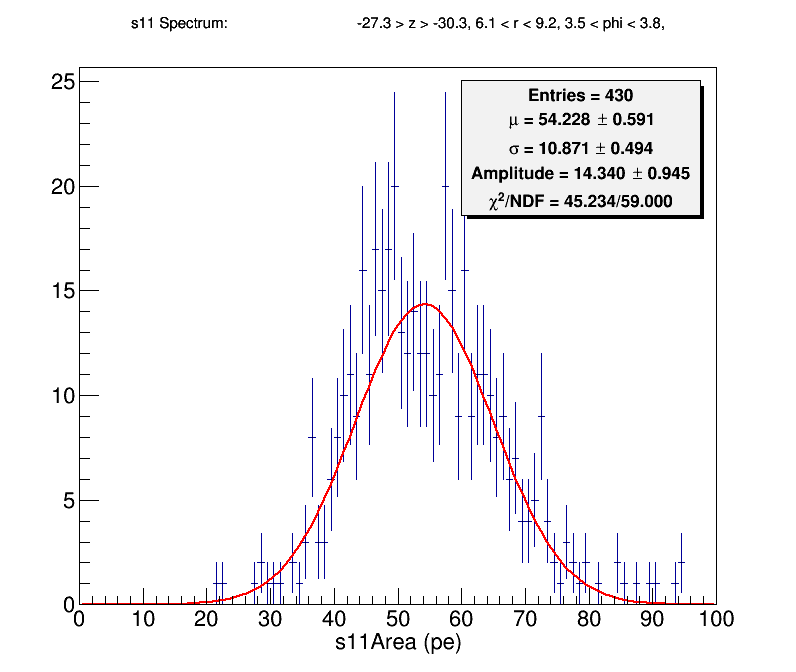 s11 Spectrum: -27.3 > z > -30.3, 6.1 < r < 9.2, 3.5 < phi < 3.8,
Entries = 430
μ = 54.228 ± 0.591
σ = 10.871 ± 0.494
Amplitude = 14.340 ± 0.945
χ²/NDF = 45.234/59.000
25
20
15
10
5
0
0 10 20 30 40 50 60 70 80 90 100
s11Area (pe)